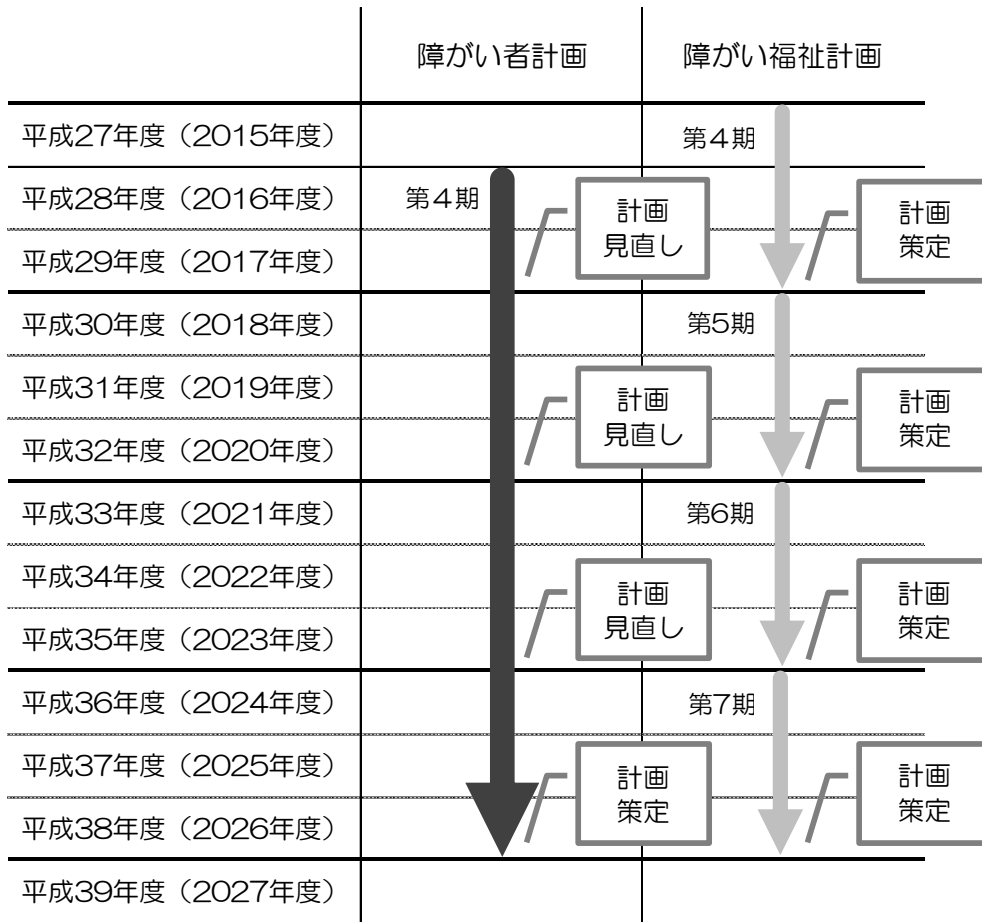 障がい者計画
障がい福祉計画
平成27年度（2015年度）
第４期
平成28年度（2016年度）
第４期
計画
見直し
計画
策定
平成29年度（2017年度）
平成30年度（2018年度）
第5期
平成31年度（2019年度）
計画
見直し
計画
策定
平成32年度（2020年度）
平成33年度（2021年度）
第6期
平成34年度（2022年度）
計画
見直し
計画
策定
平成35年度（2023年度）
平成36年度（2024年度）
第7期
平成37年度（2025年度）
計画
策定
計画
策定
平成38年度（2026年度）
平成39年度（2027年度）